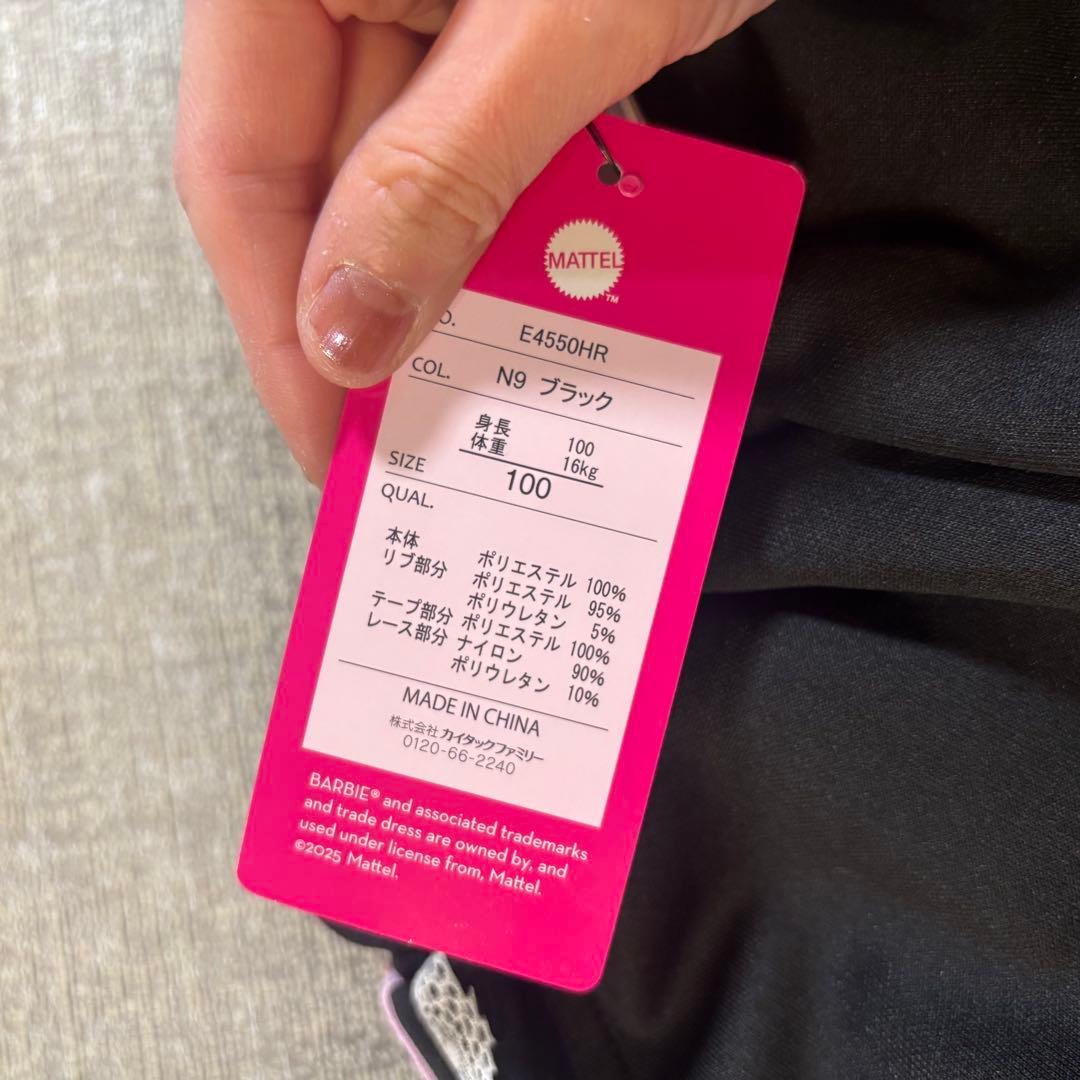 MATTEL
TM
O. E4550HR
COL. N9 ブラック
身長 100
体重 16kg
SIZE 100
QUAL.
本体 ポリエステル 100%
リブ部分 ポリエステル 95%
ポリウレタン 5%
テープ部分 ポリエステル 100%
レース部分 ナイロン 90%
ポリウレタン 10%
MADE IN CHINA
株式会社 カイタックファミリー
0120-66-2240
BARBIE® and associated trademarks
and trade dress are owned by, and
used under license from, Mattel.
©2025 Mattel.